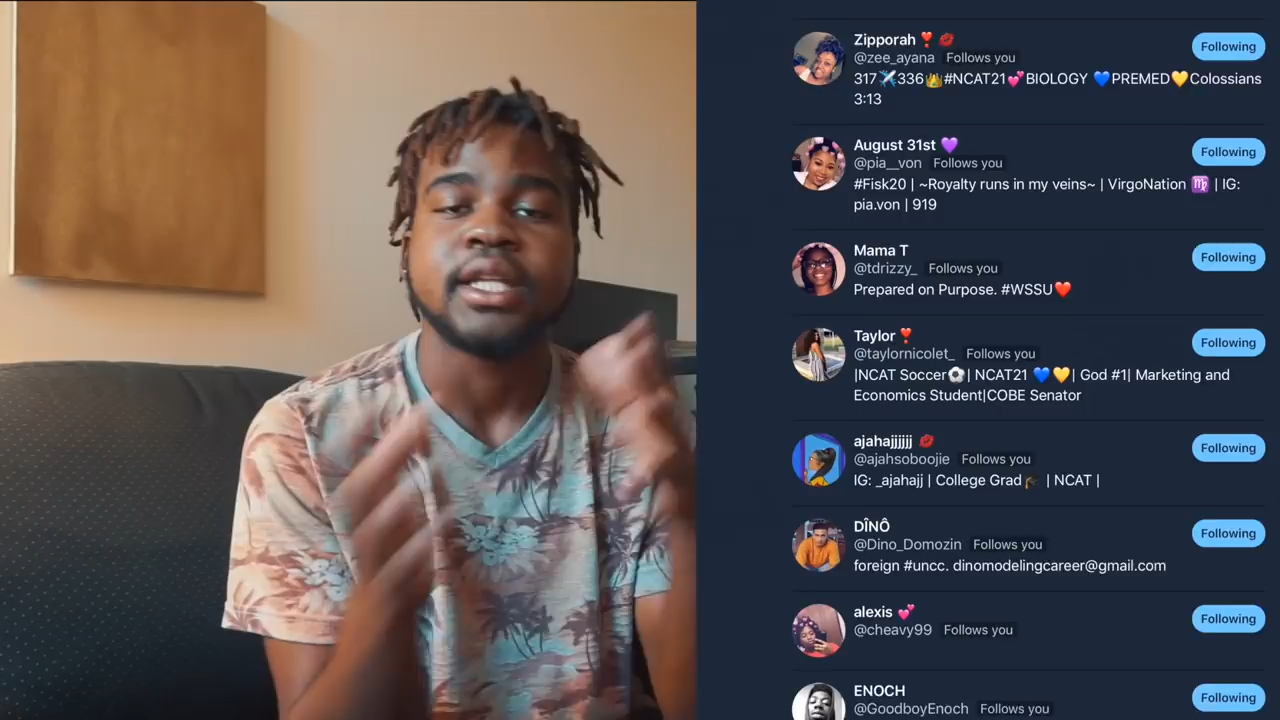 Zipporah❣️💋
@zee_ayana Follows you
Following
317✈️336👑#NCAT21💕BIOLOGY 💙PREMED💛Colossians
3:13
August 31st 💜
@pia__von Follows you
Following
#Fisk20 | ~Royalty runs in my veins~ | VirgoNation ♍ | IG:
pia.von | 919
Mama T
@tdrizzy_ Follows you
Following
Prepared on Purpose. #WSSU❤️
Taylor❣️
@taylornicolet_ Follows you
Following
|NCAT Soccer⚽| NCAT21 💙💛| God #1| Marketing and
Economics Student|COBE Senator
ajahajjjjjj 💋
@ajahsoboojie Follows you
Following
IG: _ajahajj | College Grad🎓 | NCAT |
DÎNÔ
@Dino_Domozin Follows you
Following
foreign #uncc. dinomodelingcareer@gmail.com
alexis 💕
@cheavy99 Follows you
Following
ENOCH
@GoodboyEnoch Follows you
Following